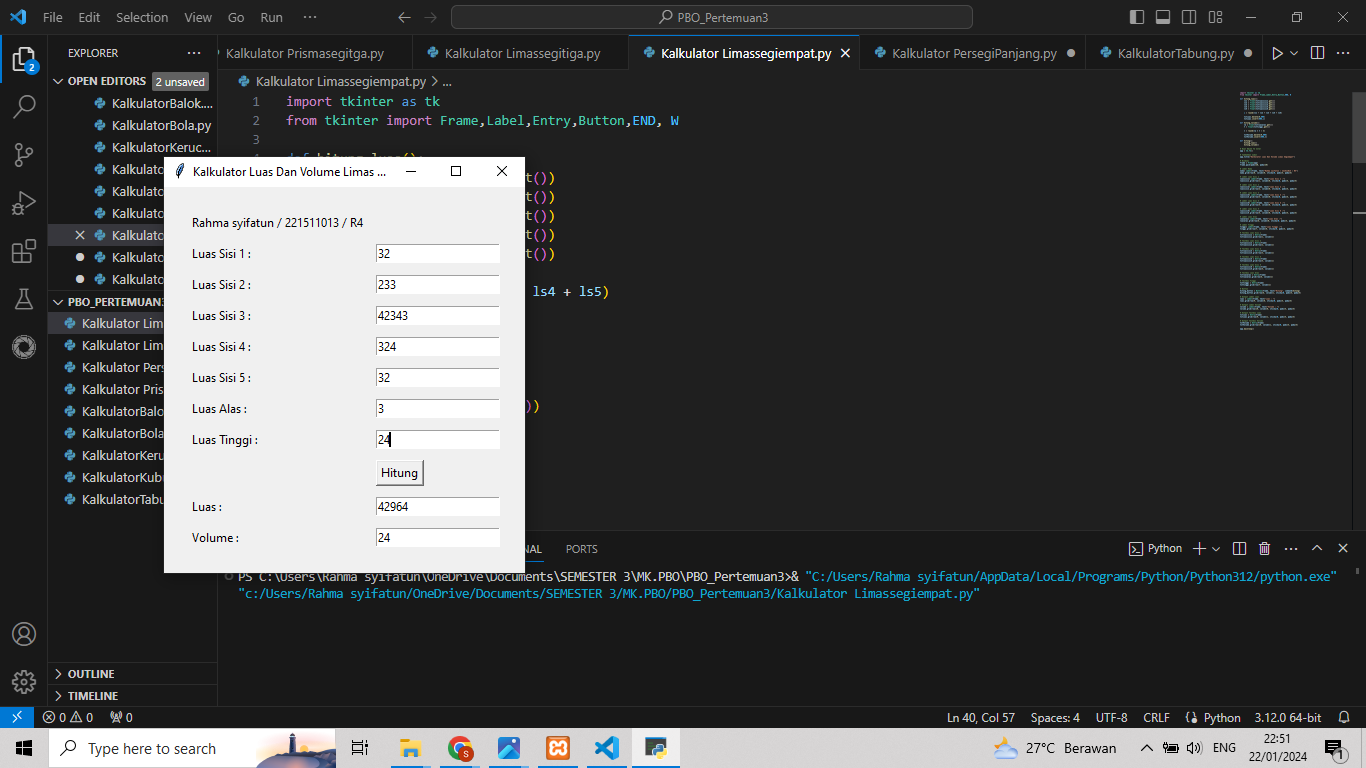 File Edit Selection View Go Run ··· PBO_Pertemuan3
EXPLORER ···
OPEN EDITORS 2 unsaved
KalkulatorBalok....
KalkulatorBola.py
KalkulatorKeruc...
Kalkulato
Kalkulato
Kalkulato
Kalkulato
Kalkulato
Kalkulato
PBO_PERTEMUAN3
Kalkulator Lim
Kalkulator Lim
Kalkulator Per
Kalkulator Pris
KalkulatorBalo
KalkulatorBola
KalkulatorKeru
KalkulatorKub
KalkulatorTabu
OUTLINE
TIMELINE
Kalkulator Prismasegitga.py Kalkulator Limassegitiga.py Kalkulator Limassegiempat.py Kalkulator PersegiPanjang.py KalkulatorTabung.py ···
Kalkulator Limassegiempat.py > ...
1 import tkinter as tk
2 from tkinter import Frame,Label,Entry,Button,END, W
3
t())
t())
t())
t())
t())
ls4 + ls5)
))
Kalkulator Luas Dan Volume Limas ...
Rahma syifatun / 221511013 / R4
Luas Sisi 1 : 32
Luas Sisi 2 : 233
Luas Sisi 3 : 42343
Luas Sisi 4 : 324
Luas Sisi 5 : 32
Luas Alas : 3
Luas Tinggi : 24
Hitung
Luas : 42964
Volume : 24
NAL PORTS Python ···
PS C:\Users\Rahma syifatun\OneDrive\Documents\SEMESTER 3\MK.PBO\PBO_Pertemuan3>& "C:/Users/Rahma syifatun/AppData/Local/Programs/Python/Python312/python.exe"
"c:/Users/Rahma syifatun/OneDrive/Documents/SEMESTER 3/MK.PBO/PBO_Pertemuan3/Kalkulator Limassegiempat.py"
0 0 0 Ln 40, Col 57 Spaces: 4 UTF-8 CRLF Python 3.12.0 64-bit
Type here to search 27°C Berawan ENG 22:51
22/01/2024 1